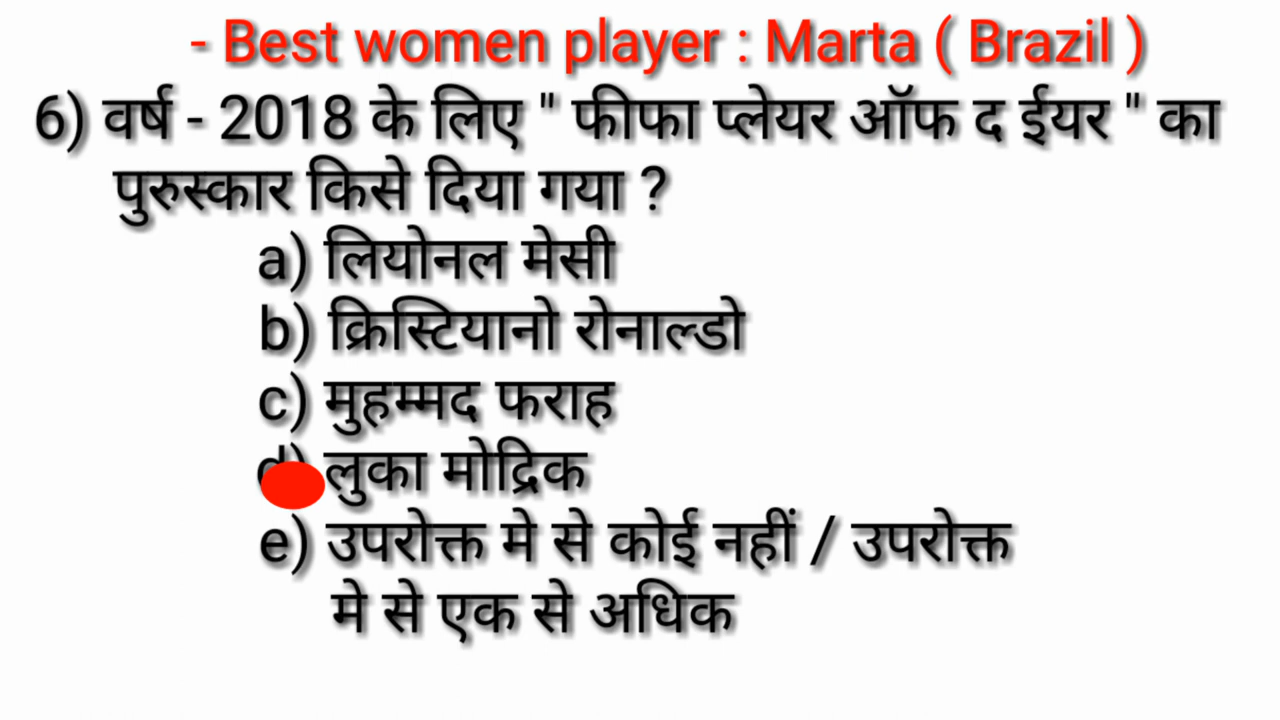 - Best women player : Marta ( Brazil )
6) वर्ष - 2018 के लिए " फीफा प्लेयर ऑफ द ईयर " का
पुरुस्कार किसे दिया गया ?
a) लियोनल मेसी
b) क्रिस्टियानो रोनाल्डो
c) मुहम्मद फराह
d) लुका मोद्रिक
e) उपरोक्त मे से कोई नहीं / उपरोक्त
मे से एक से अधिक